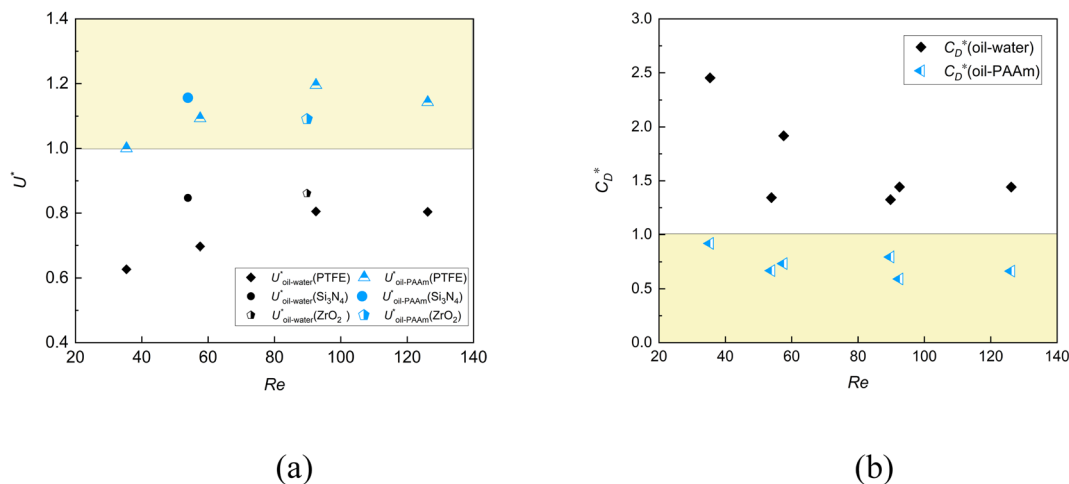 1.4
1.2
1.0
0.8
0.6
0.4
U*
U*oil-water(PTFE) U*oil-PAAm(PTFE)
U*oil-water(Si3N4) U*oil-PAAm(Si3N4)
U*oil-water(ZrO2 ) U*oil-PAAm(ZrO2)
20 40 60 80 100 120 140
Re
(a)
3.0
2.5
2.0
1.5
1.0
0.5
0.0
CD*
CD*(oil-water)
CD*(oil-PAAm)
20 40 60 80 100 120 140
Re
(b)